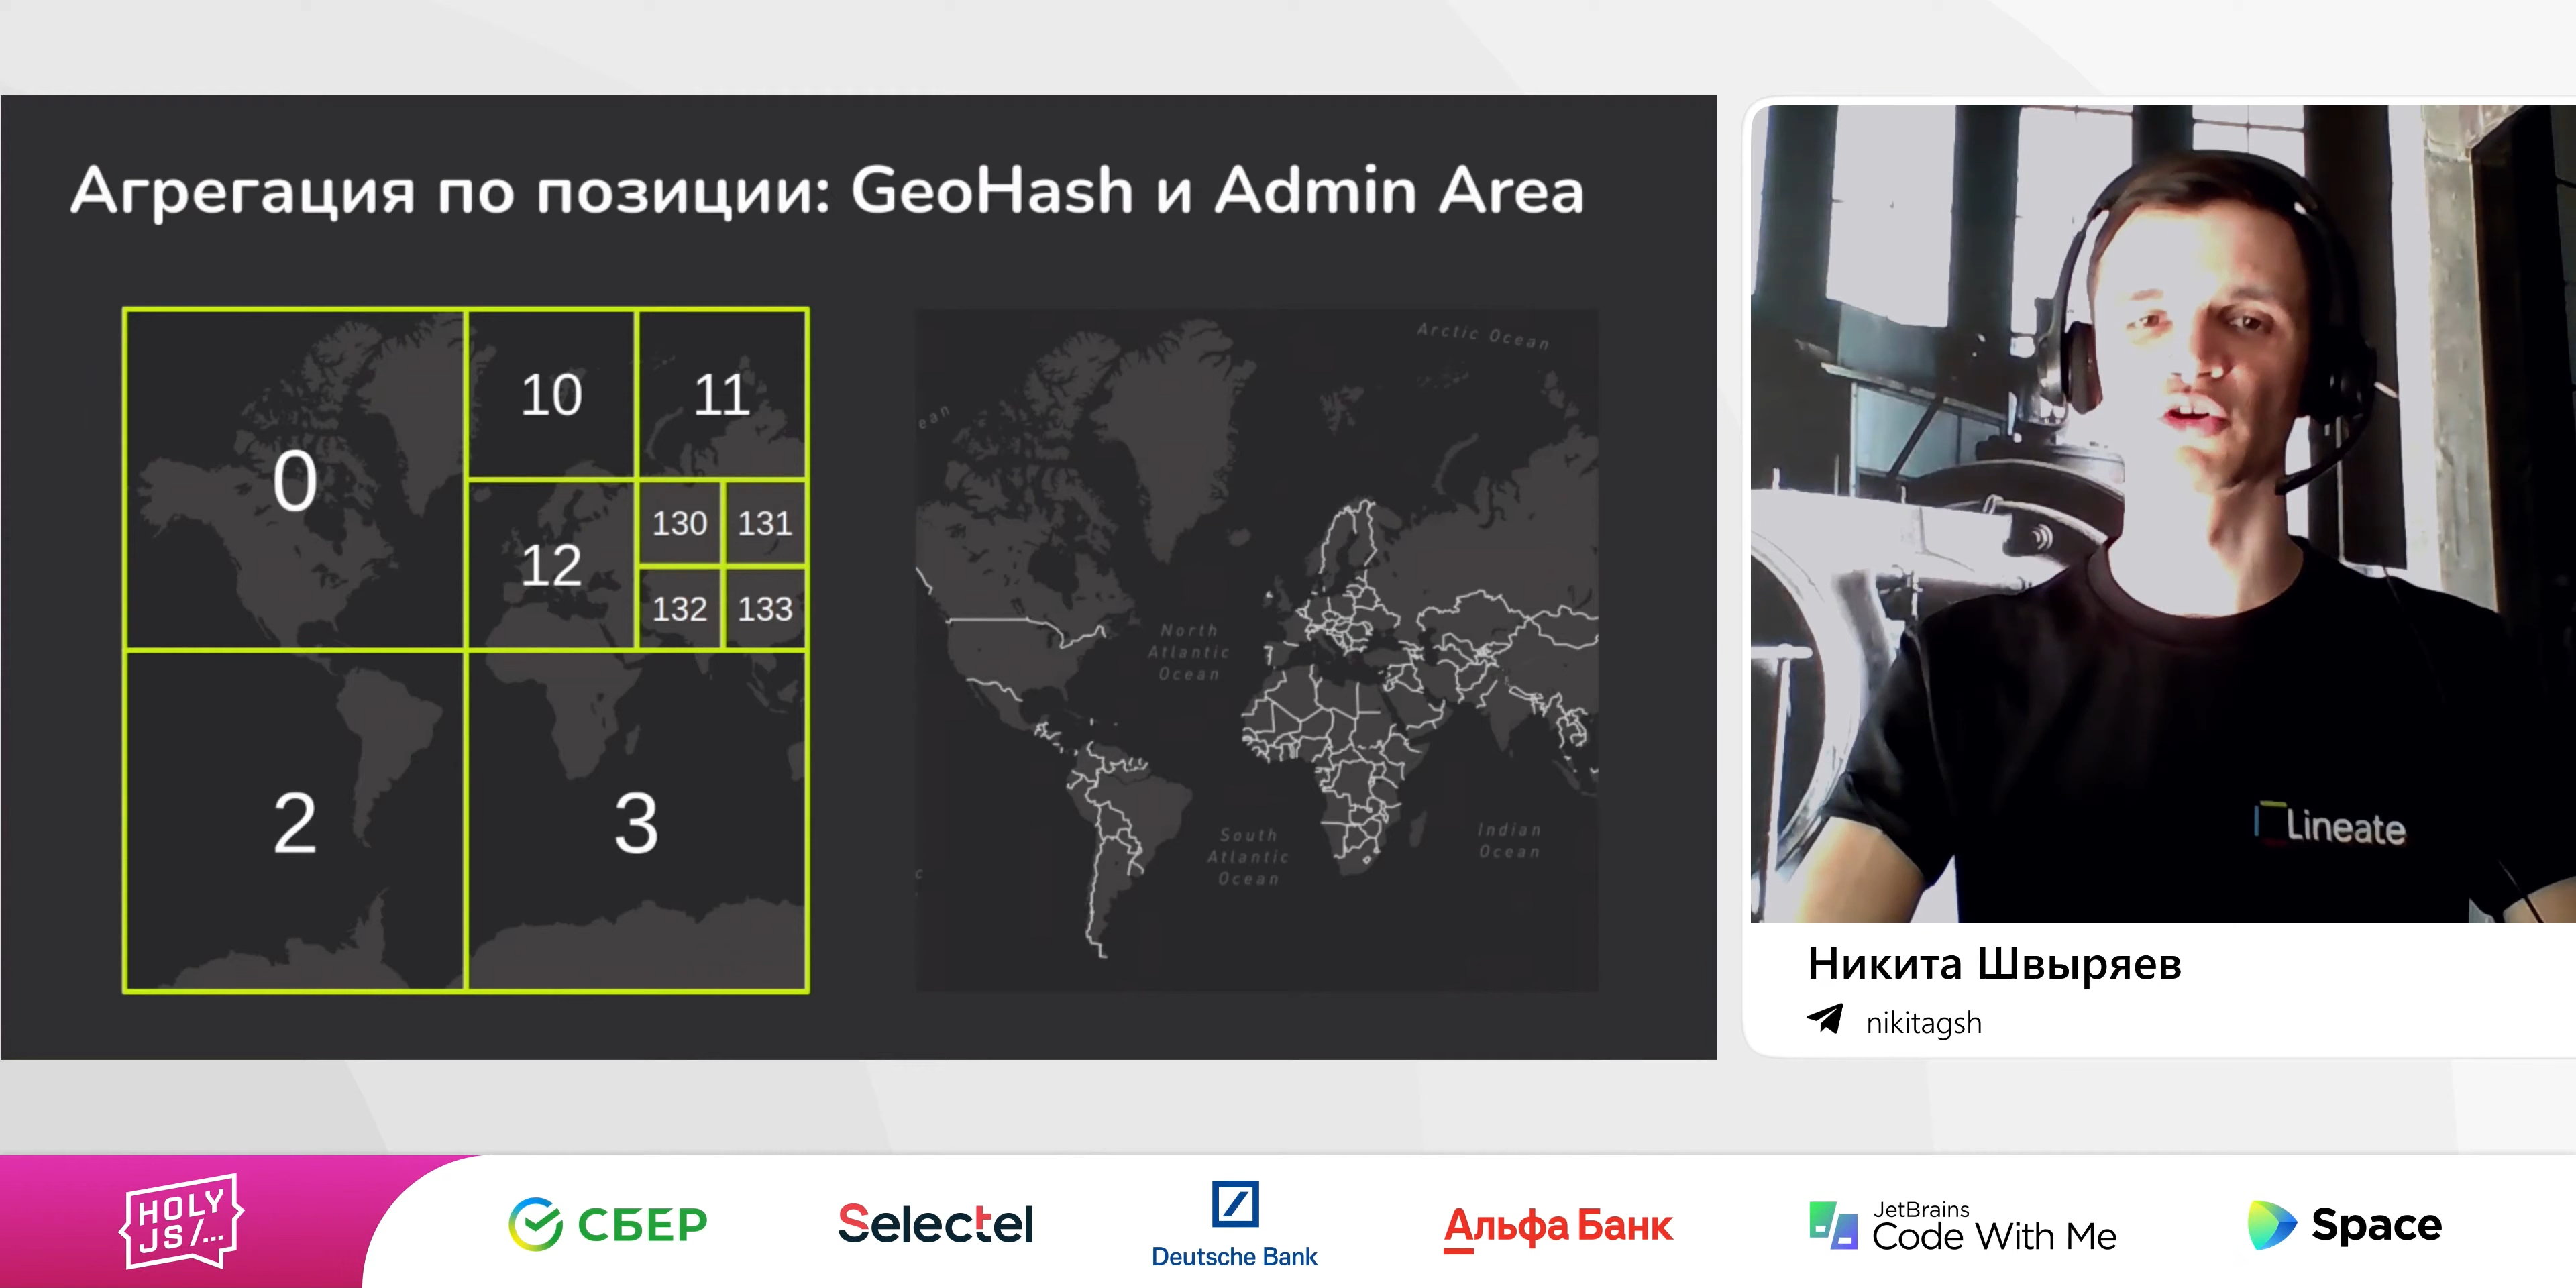 Агрегация по позиции: GeoHash и Admin Area
0
10
11
12
130
131
132
133
2
3
ean
Arctic Ocean
North
Atlantic
Ocean
South
Atlantic
Ocean
Indian
Ocean
Lineate
Никита Швыряев
nikitagsh
HOLY
JS/...
СБЕР
Selectel
Deutsche Bank
Альфа Банк
JetBrains
Code With Me
Space